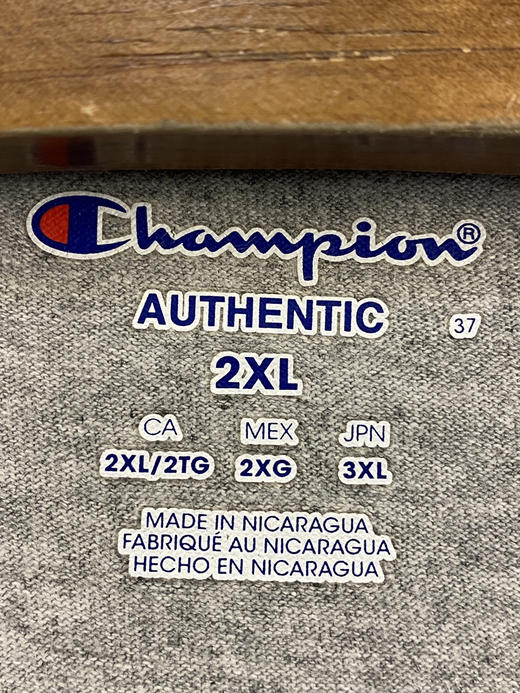 Champion®
AUTHENTIC
37
2XL
CA MEX JPN
2XL/2TG 2XG 3XL
MADE IN NICARAGUA
FABRIQUÉ AU NICARAGUA
HECHO EN NICARAGUA